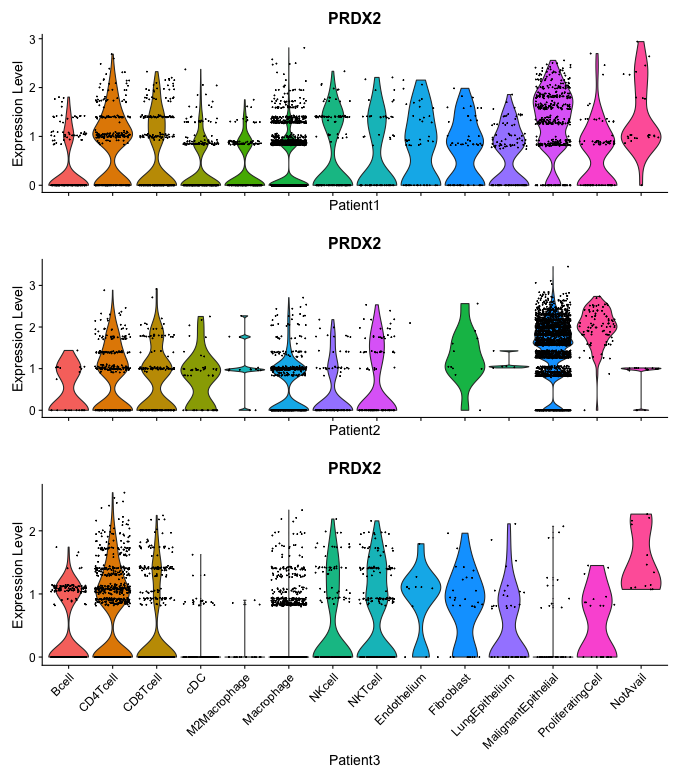 PRDX2
Expression Level
3
2
1
0
Patient1
PRDX2
Expression Level
3
2
1
0
Patient2
PRDX2
Expression Level
2
1
0
Bcell
CD4Tcell
CD8Tcell
cDC
M2Macrophage
Macrophage
NKcell
NKTcell
Endothelium
Fibroblast
LungEpithelium
MalignantEpithelial
ProliferatingCell
NotAvail
Patient3